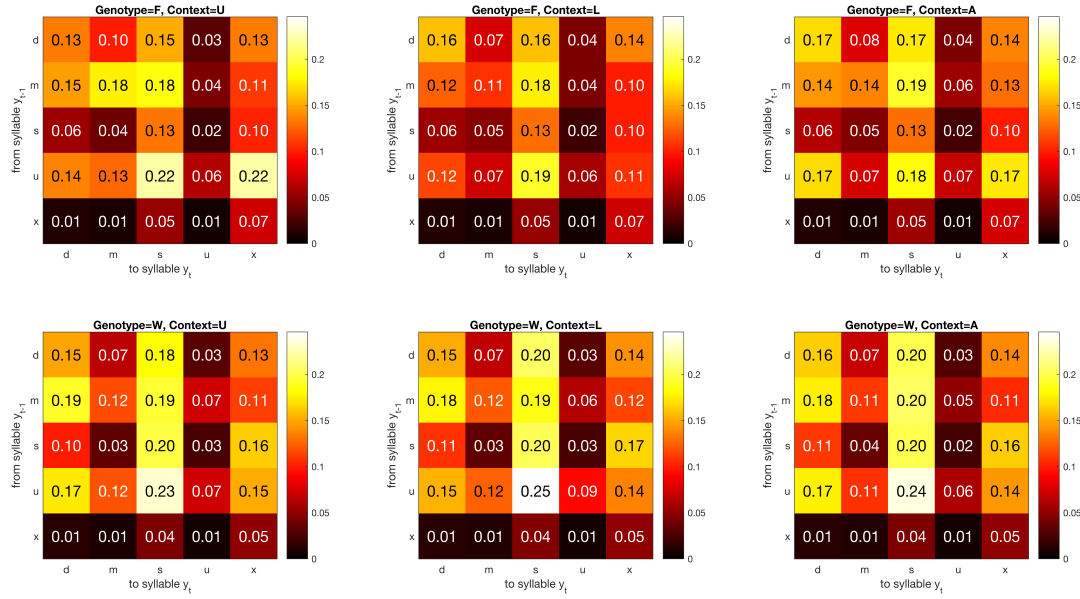 Genotype=F, Context=U
from syllable y_t-1
d 0.13 0.10 0.15 0.03 0.13
m 0.15 0.18 0.18 0.04 0.11
s 0.06 0.04 0.13 0.02 0.10
u 0.14 0.13 0.22 0.06 0.22
x 0.01 0.01 0.05 0.01 0.07
d m s u x
to syllable y_t
0.2
0.15
0.1
0.05
0
Genotype=F, Context=L
from syllable y_t-1
d 0.16 0.07 0.16 0.04 0.14
m 0.12 0.11 0.18 0.04 0.10
s 0.06 0.05 0.13 0.02 0.10
u 0.12 0.07 0.19 0.06 0.11
x 0.01 0.01 0.05 0.01 0.07
d m s u x
to syllable y_t
0.2
0.15
0.1
0.05
0
Genotype=F, Context=A
from syllable y_t-1
d 0.17 0.08 0.17 0.04 0.14
m 0.14 0.14 0.19 0.06 0.13
s 0.06 0.05 0.13 0.02 0.10
u 0.17 0.07 0.18 0.07 0.17
x 0.01 0.01 0.05 0.01 0.07
d m s u x
to syllable y_t
0.2
0.15
0.1
0.05
0
Genotype=W, Context=U
from syllable y_t-1
d 0.15 0.07 0.18 0.03 0.13
m 0.19 0.12 0.19 0.07 0.11
s 0.10 0.03 0.20 0.03 0.16
u 0.17 0.12 0.23 0.07 0.15
x 0.01 0.01 0.04 0.01 0.05
d m s u x
to syllable y_t
0.2
0.15
0.1
0.05
0
Genotype=W, Context=L
from syllable y_t-1
d 0.15 0.07 0.20 0.03 0.14
m 0.18 0.12 0.19 0.06 0.12
s 0.11 0.03 0.20 0.03 0.17
u 0.15 0.12 0.25 0.09 0.14
x 0.01 0.01 0.04 0.01 0.05
d m s u x
to syllable y_t
0.2
0.15
0.1
0.05
0
Genotype=W, Context=A
from syllable y_t-1
d 0.16 0.07 0.20 0.03 0.14
m 0.18 0.11 0.20 0.05 0.11
s 0.11 0.04 0.20 0.02 0.16
u 0.17 0.11 0.24 0.06 0.14
x 0.01 0.01 0.04 0.01 0.05
d m s u x
to syllable y_t
0.2
0.15
0.1
0.05
0